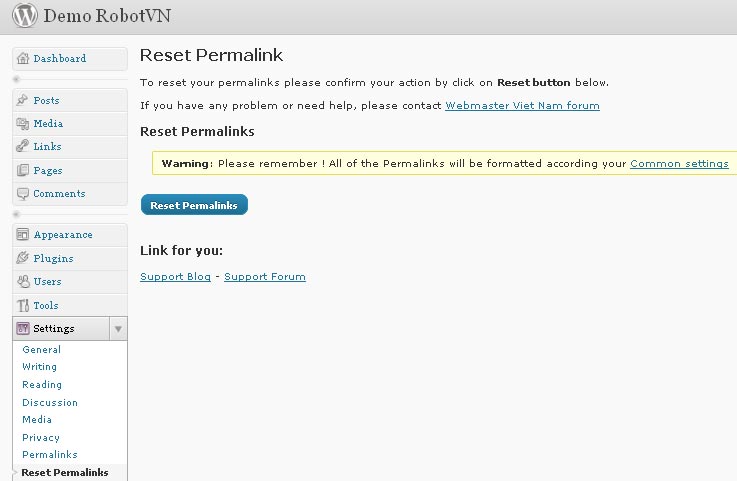 Demo RobotVN
Dashboard
Posts
Media
Links
Pages
Comments
Appearance
Plugins
Users
Tools
Settings
General
Writing
Reading
Discussion
Media
Privacy
Permalinks
Reset Permalinks
Reset Permalink
To reset your permalinks please confirm your action by click on Reset button below.
If you have any problem or need help, please contact Webmaster Viet Nam forum
Reset Permalinks
Warning: Please remember ! All of the Permalinks will be formatted according your Common settings
Reset Permalinks
Link for you:
Support Blog - Support Forum